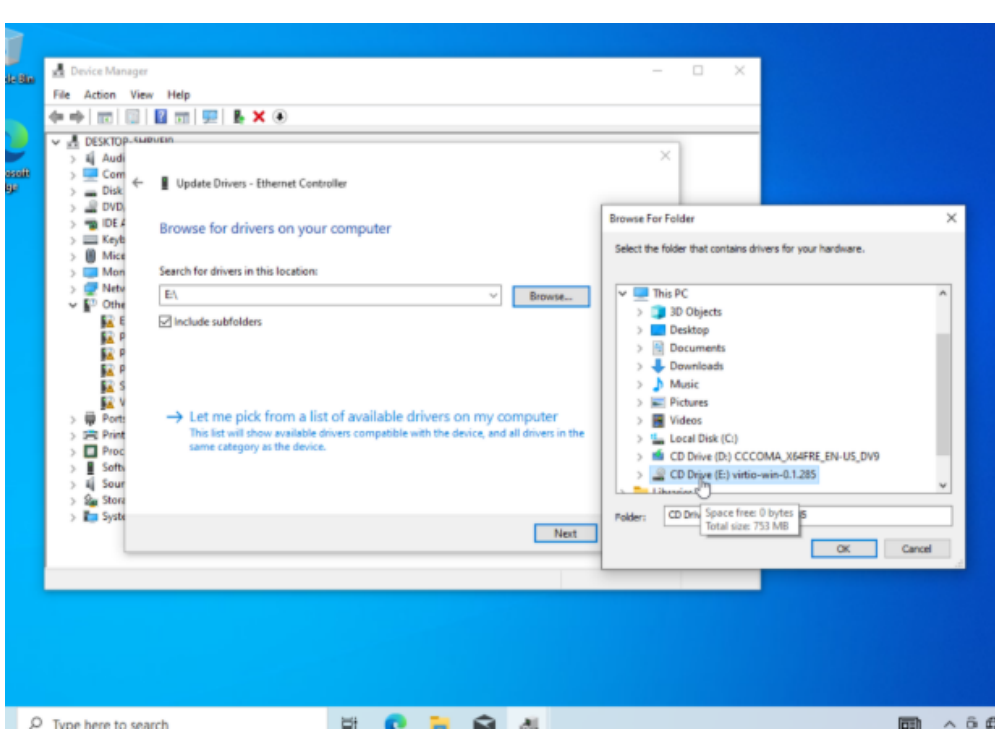 Device Manager
File Action View Help
Update Drivers - Ethernet Controller
Browse for drivers on your computer
Search for drivers in this location:
E:\
Browse...
Include subfolders
Let me pick from a list of available drivers on my computer
This list will show available drivers compatible with the device, and all drivers in the
same category as the device.
Next
Browse For Folder
Select the folder that contains drivers for your hardware.
This PC
3D Objects
Desktop
Documents
Downloads
Music
Pictures
Videos
Local Disk (C:)
CD Drive (D:) CCCOMA_X64FRE_EN-US_DV9
CD Drive (E:) virtio-win-0.1.285
Libraries
Folder:
CD
Space free: 0 bytes
Total size: 753 MB
OK
Cancel
Disk
DVD
IDE
Type here to search